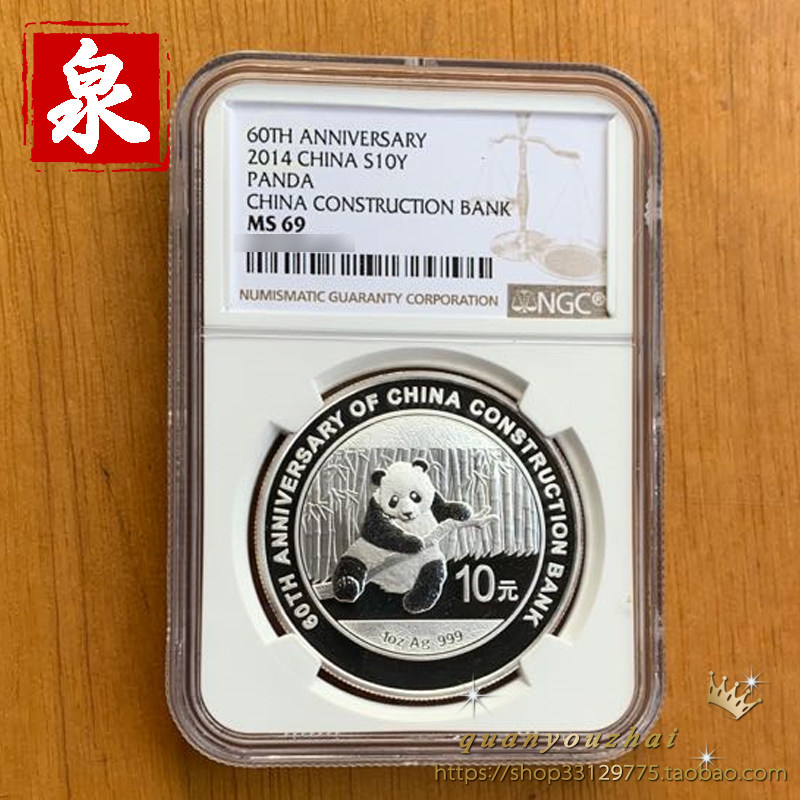 泉
60TH ANNIVERSARY
2014 CHINA S10Y
PANDA
CHINA CONSTRUCTION BANK
MS 69
NUMISMATIC GUARANTY CORPORATION
NGC®
60TH ANNIVERSARY OF CHINA CONSTRUCTION BANK
10元
1oz Ag .999
quanyouzhai
https://shop33129775.taobao.com